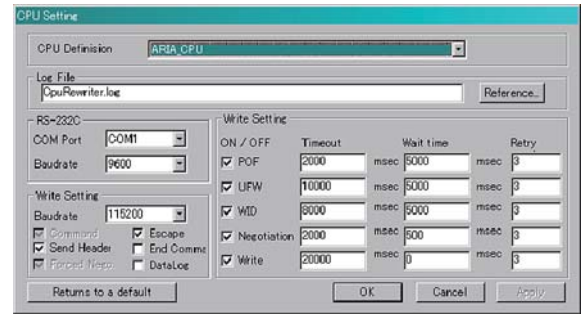 CPU Setting
CPU Definision ARIA_CPU
Log File
CpuRewriter.log Reference..
RS-232C
COM Port COM1
Baudrate 9600
Write Setting
Baudrate 115200
Command Escape
Send Header End Comme
Forced Nego. DataLog
Write Setting
ON / OFF Timeout Wait time Retry
POF 2000 msec 5000 msec 3
UFW 10000 msec 5000 msec 3
WID 8000 msec 5000 msec 3
Negotiation 2000 msec 500 msec 3
Write 20000 msec 0 msec 3
Returns to a default OK Cancel Apply